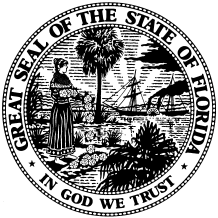 GREAT SEAL OF THE STATE OF FLORIDA
IN GOD WE TRUST